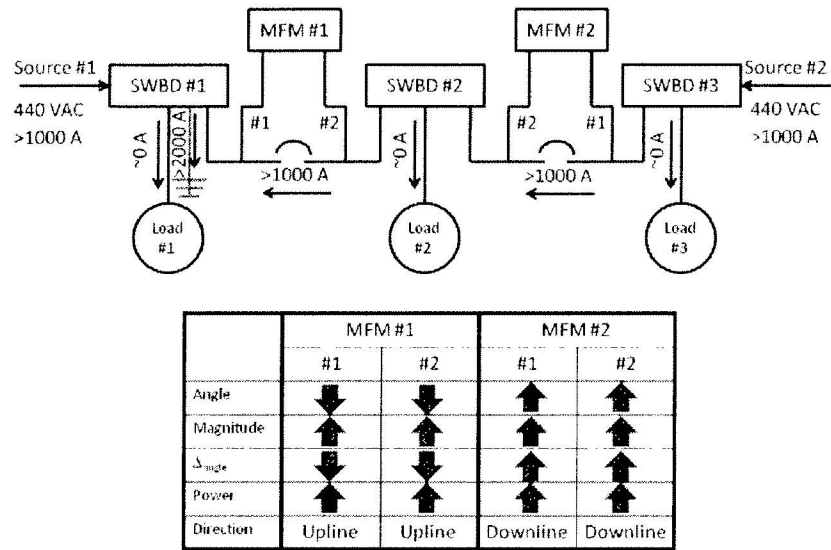 MFM #1 MFM #2
Source #1 SWBD #1 SWBD #2 SWBD #3 Source #2
440 VAC #1 #2 #2 #1 440 VAC
>1000 A >1000 A
~0 A >2000 A ~0 A ~0 A
>1000 A >1000 A
Load Load Load
#1 #2 #3
MFM #1 MFM #2
#1 #2 #1 #2
Angle
Magnitude
Δangle
Power
Direction Upline Upline Downline Downline